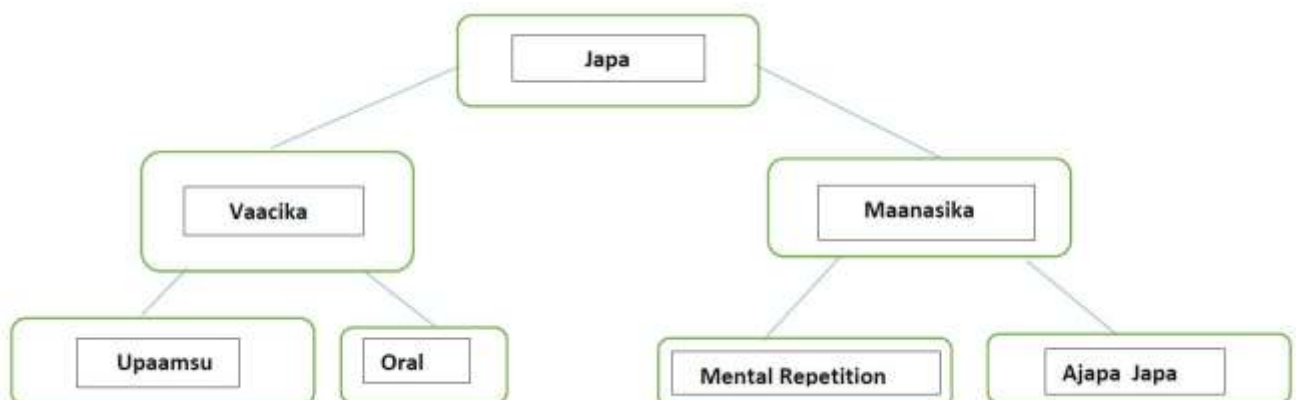 Japa
Vaacika
Maanasika
Upaamsu
Oral
Mental Repetition
Ajapa Japa